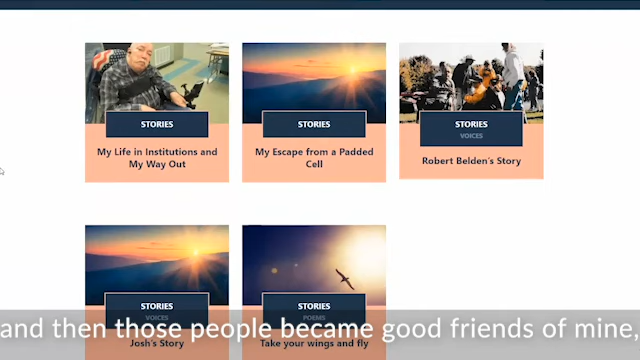 STORIES
My Life in Institutions and
My Way Out
STORIES
My Escape from a Padded
Cell
STORIES
VOICES
Robert Belden's Story
STORIES
VOICES
Josh's Story
STORIES
POEMS
Take your wings and fly
and then those people became good friends of mine,